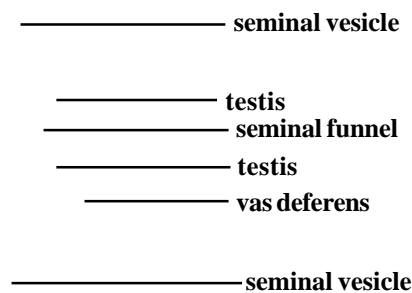 seminal vesicle
testis
seminal funnel
testis
vas deferens
seminal vesicle